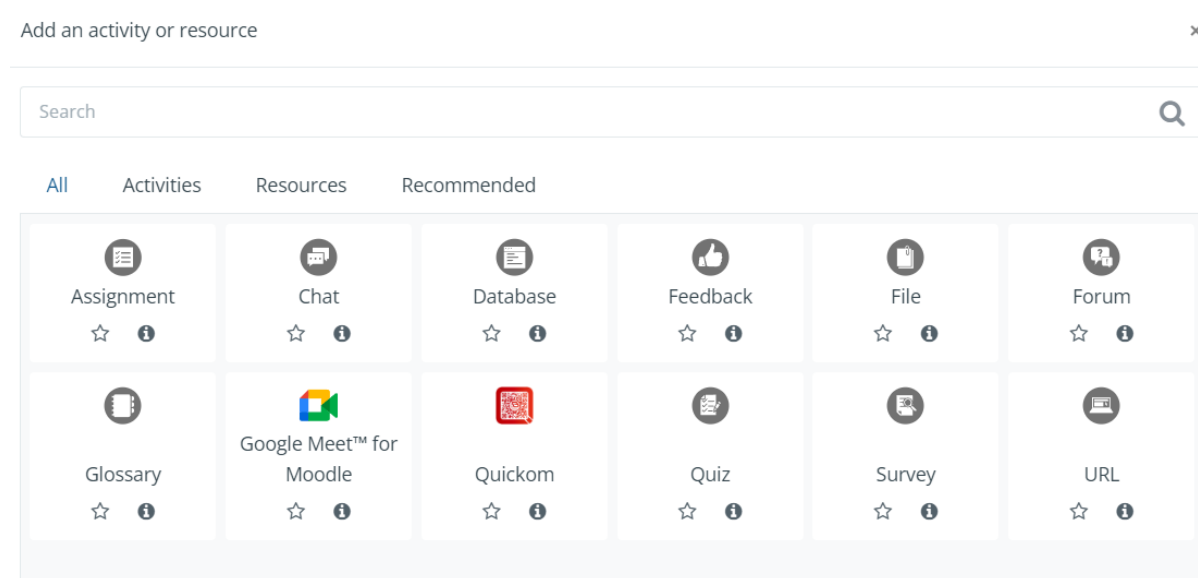 Add an activity or resource
Search
All Activities Resources Recommended
Assignment Chat Database Feedback File Forum
Google Meet™ for
Glossary Moodle Quickom Quiz Survey URL